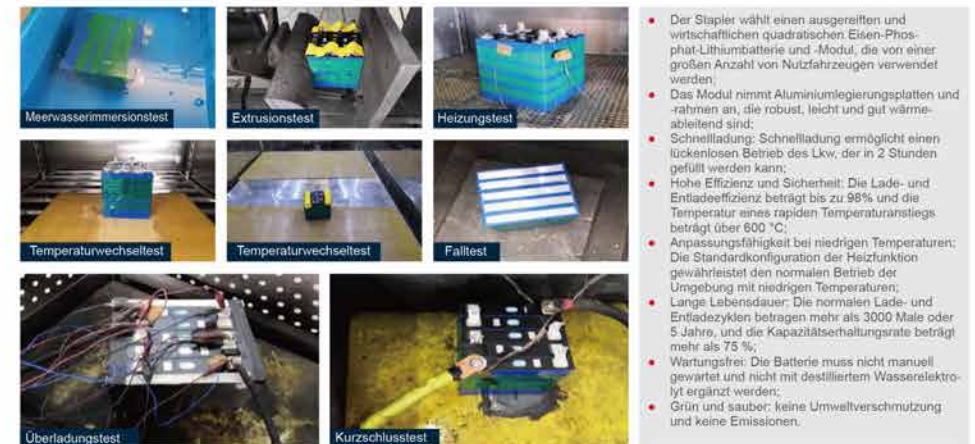 Meerwasserimmersionstest
Extrusionstest
Heizungstest
Temperaturwechseltest
Temperaturwechseltest
Falltest
Überladungstest
Kurzschlusstest
Der Stapler wählt einen ausgereiften und
wirtschaftlichen quadratischen Eisen-Phos-
phat-Lithiumbatterie und -Modul, die von einer
großen Anzahl von Nutzfahrzeugen verwendet
werden;
Das Modul nimmt Aluminiumlegierungsplatten und
-rahmen an, die robust, leicht und gut wärme-
ableitend sind;
Schnellladung: Schnellladung ermöglicht einen
lückenlosen Betrieb des Lkw, der in 2 Stunden
gefüllt werden kann;
Hohe Effizienz und Sicherheit: Die Lade- und
Entladeeffizienz beträgt bis zu 98% und die
Temperatur eines rapiden Temperaturanstiegs
beträgt über 600 °C;
Anpassungsfähigkeit bei niedrigen Temperaturen:
Die Standardkonfiguration der Heizfunktion
gewährleistet den normalen Betrieb der
Umgebung mit niedrigen Temperaturen;
Lange Lebensdauer: Die normalen Lade- und
Entladezyklen betragen mehr als 3000 Male oder
5 Jahre, und die Kapazitätserhaltungsrate beträgt
mehr als 75 %;
Wartungsfrei: Die Batterie muss nicht manuell
gewartet und nicht mit destilliertem Wasserelektro-
lyt ergänzt werden;
Grün und sauber: keine Umweltverschmutzung
und keine Emissionen.